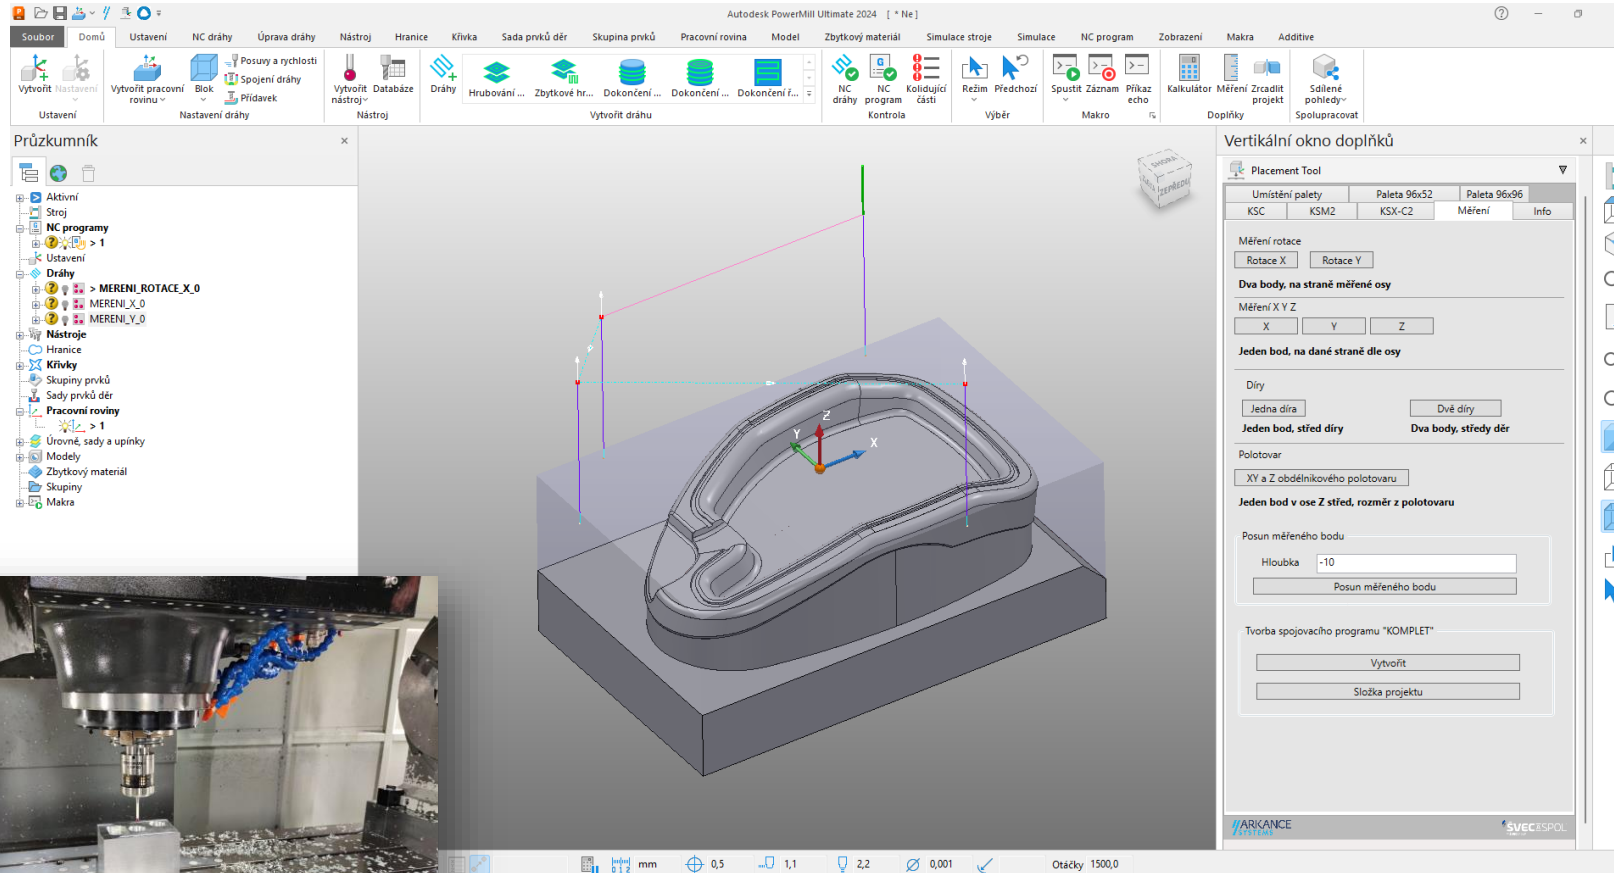 Autodesk PowerMill Ultimate 2024 [ * Ne ]
Soubor Domů Ustavení NC dráhy Úprava dráhy Nástroj Hranice Křivka Sada prvků děr Skupina prvků Pracovní rovina Model Zbytkový materiál Simulace stroje Simulace NC program Zobrazení Makra Additive
Vytvořit Nastavení
Ustavení
Vytvořit pracovní rovinu Blok
Posuvy a rychlosti
Spojení dráhy
Přídavek
Nastavení dráhy
Vytvořit nástroj Databáze
Nástroj
Dráhy Hrubování ... Zbytkové hr... Dokončení ... Dokončení ... Dokončení ř...
Vytvořit dráhu
NC dráhy NC program Kolidující části
Kontrola
Režim Předchozí
Výběr
Spustit Záznam Příkaz echo
Makro
Kalkulátor Měření Zrcadlit projekt
Doplňky
Sdílené pohledy
Spolupracovat
Průzkumník
Aktivní
Stroj
NC programy
> 1
Ustavení
Dráhy
> MERENI_ROTACE_X_0
MERENI_X_0
MERENI_Y_0
Nástroje
Hranice
Křivky
Skupiny prvků
Sady prvků děr
Pracovní roviny
> 1
Úrovně, sady a upínky
Modely
Zbytkový materiál
Skupiny
Makra
SHORA
ZEPŘEDU
Z
Y
X
Vertikální okno doplňků
Placement Tool
Umístění palety Paleta 96x52 Paleta 96x96
KSC KSM2 KSX-C2 Měření Info
Měření rotace
Rotace X Rotace Y
Dva body, na straně měřené osy
Měření X Y Z
X Y Z
Jeden bod, na dané straně dle osy
Díry
Jedna díra Dvě díry
Jeden bod, střed díry Dva body, středy děr
Polotovar
XY a Z obdélníkového polotovaru
Jeden bod v ose Z střed, rozměr z polotovaru
Posun měřeného bodu
Hloubka -10
Posun měřeného bodu
Tvorba spojovacího programu "KOMPLET"
Vytvořit
Složka projektu
ARKANCE
SYSTEMS
ŠVEC&SPOL
mm 0,5 1,1 2,2 0,001 Otáčky 1500,0